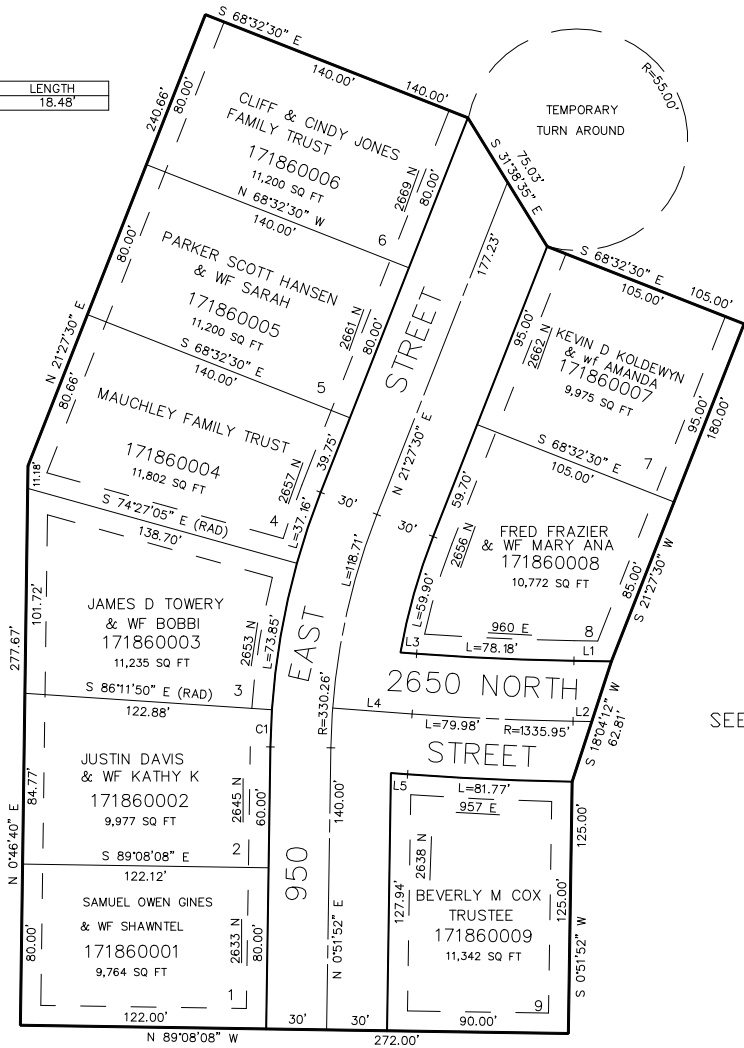 S 68°32'30" E
140.00'
140.00'
LENGTH
18.48'
240.66'
80.00'
CLIFF & CINDY JONES
FAMILY TRUST
171860006
11,200 SQ FT
2669 N
80.00'
6
N 68°32'30" W
140.00'
R=55.00'
TEMPORARY
TURN AROUND
75.03'
S 31°38'35" E
80.00'
PARKER SCOTT HANSEN
& WF SARAH
171860005
11,200 SQ FT
2661 N
80.00'
5
S 68°32'30" E
140.00'
177.23'
STREET
N 21°27'30" E
S 68°32'30" E
105.00'
105.00'
95.00'
2662 N
KEVIN D KOLDEWYN
& wf AMANDA
171860007
9,975 SQ FT
95.00'
180.00'
7
S 68°32'30" E
105.00'
N 21°27'30" E
80.66'
MAUCHLEY FAMILY TRUST
171860004
11,802 SQ FT
2657 N
39.75'
L=37.16'
4
11.18'
S 74°27'05" E (RAD)
138.70'
30'
30'
59.70'
2656 N
L=59.90'
FRED FRAZIER
& WF MARY ANA
171860008
10,772 SQ FT
85.00'
S 21°27'30" W
960 E
8
L3
L=78.18'
L1
L=118.71'
277.67'
101.72'
JAMES D TOWERY
& WF BOBBI
171860003
11,235 SQ FT
2653 N
L=73.85'
3
S 86°11'50" E (RAD)
122.88'
EAST
R=330.26'
2650 NORTH
L4
L=79.98'
R=1335.95'
L2
STREET
S 18°04'12" W
62.81'
SEE
C1
84.77'
JUSTIN DAVIS
& WF KATHY K
171860002
9,977 SQ FT
2645 N
60.00'
2
S 89°08'08" E
122.12'
140.00'
L5
L=81.77'
957 E
125.00'
2638 N
127.94'
BEVERLY M COX
TRUSTEE
171860009
11,342 SQ FT
125.00'
S 0°51'52" W
9
90.00'
N 0°46'40" E
80.00'
SAMUEL OWEN GINES
& WF SHAWNTEL
171860001
9,764 SQ FT
2633 N
80.00'
1
950
N 0°51'52" E
122.00'
30'
30'
N 89°08'08" W
272.00'